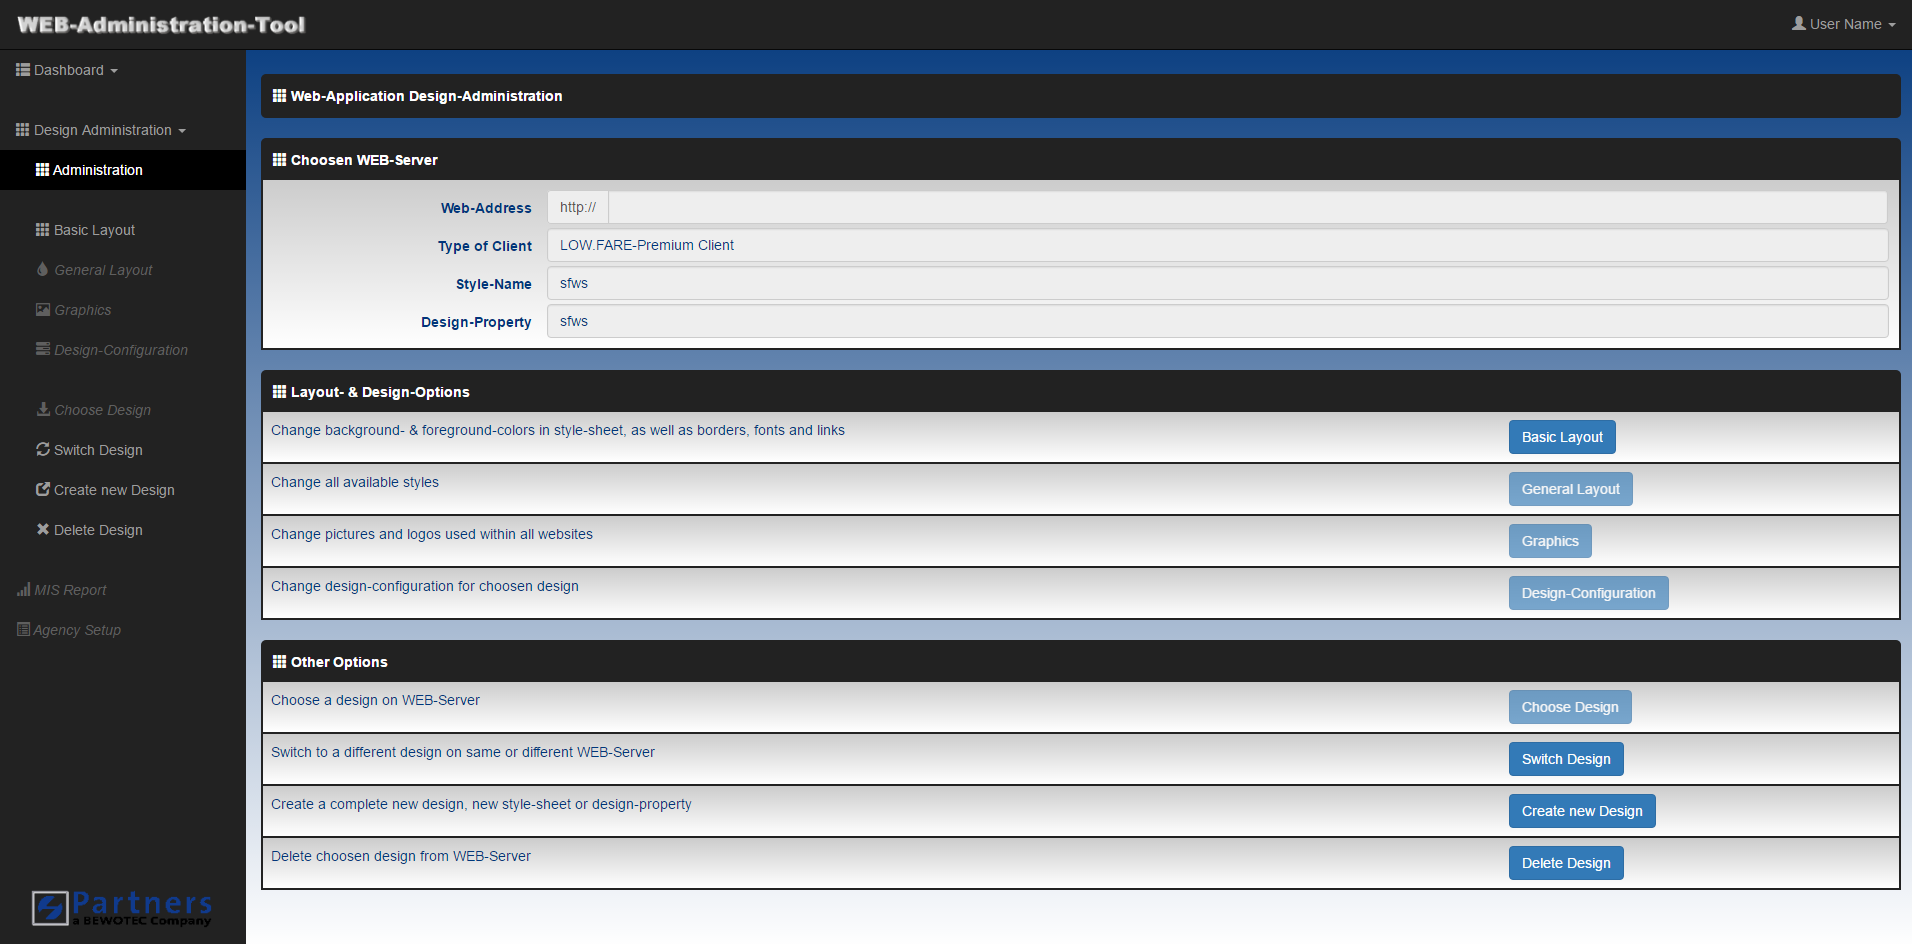 WEB-Administration-Tool
User Name
Dashboard
Design Administration
Administration
Basic Layout
General Layout
Graphics
Design-Configuration
Choose Design
Switch Design
Create new Design
Delete Design
MIS Report
Agency Setup
Partners
a BEWOTEC Company
Web-Application Design-Administration
Choosen WEB-Server
Web-Address http://
Type of Client LOW.FARE-Premium Client
Style-Name sfws
Design-Property sfws
Layout- & Design-Options
Change background- & foreground-colors in style-sheet, as well as borders, fonts and links Basic Layout
Change all available styles General Layout
Change pictures and logos used within all websites Graphics
Change design-configuration for choosen design Design-Configuration
Other Options
Choose a design on WEB-Server Choose Design
Switch to a different design on same or different WEB-Server Switch Design
Create a complete new design, new style-sheet or design-property Create new Design
Delete choosen design from WEB-Server Delete Design